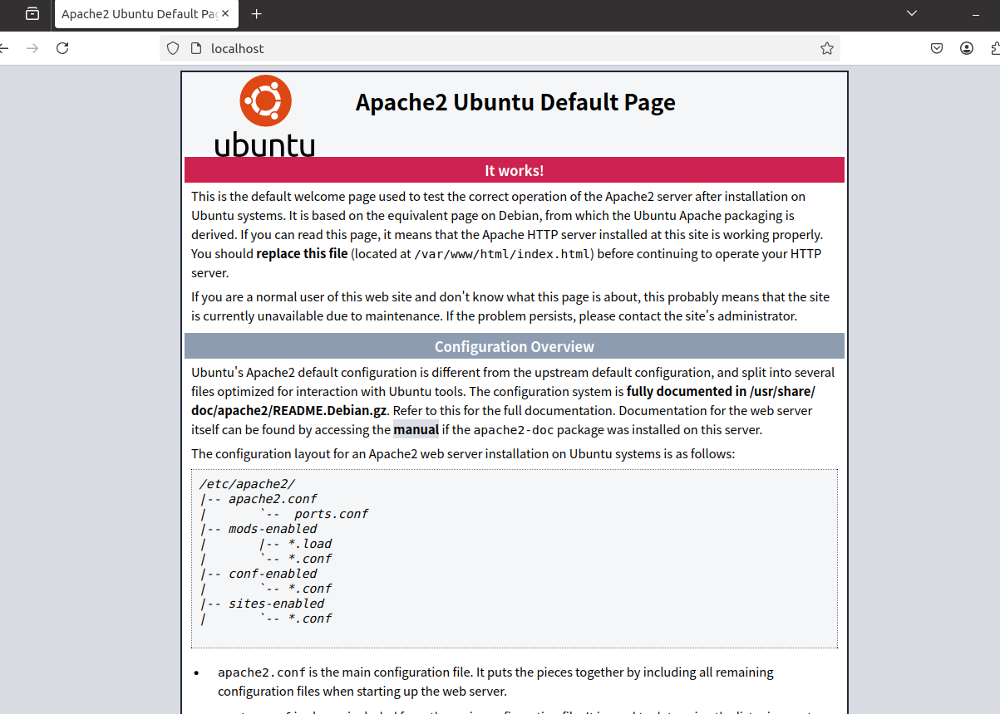 Apache2 Ubuntu Default Pa
localhost
ubuntu
Apache2 Ubuntu Default Page
It works!
This is the default welcome page used to test the correct operation of the Apache2 server after installation on
Ubuntu systems. It is based on the equivalent page on Debian, from which the Ubuntu Apache packaging is
derived. If you can read this page, it means that the Apache HTTP server installed at this site is working properly.
You should replace this file (located at /var/www/html/index.html) before continuing to operate your HTTP
server.
If you are a normal user of this web site and don't know what this page is about, this probably means that the site
is currently unavailable due to maintenance. If the problem persists, please contact the site's administrator.
Configuration Overview
Ubuntu's Apache2 default configuration is different from the upstream default configuration, and split into several
files optimized for interaction with Ubuntu tools. The configuration system is fully documented in /usr/share/
doc/apache2/README.Debian.gz. Refer to this for the full documentation. Documentation for the web server
itself can be found by accessing the manual if the apache2-doc package was installed on this server.
The configuration layout for an Apache2 web server installation on Ubuntu systems is as follows:
/etc/apache2/
|-- apache2.conf
|       `--  ports.conf
|-- mods-enabled
|       |-- *.load
|       `-- *.conf
|-- conf-enabled
|       `-- *.conf
|-- sites-enabled
|       `-- *.conf
• apache2.conf is the main configuration file. It puts the pieces together by including all remaining
configuration files when starting up the web server.